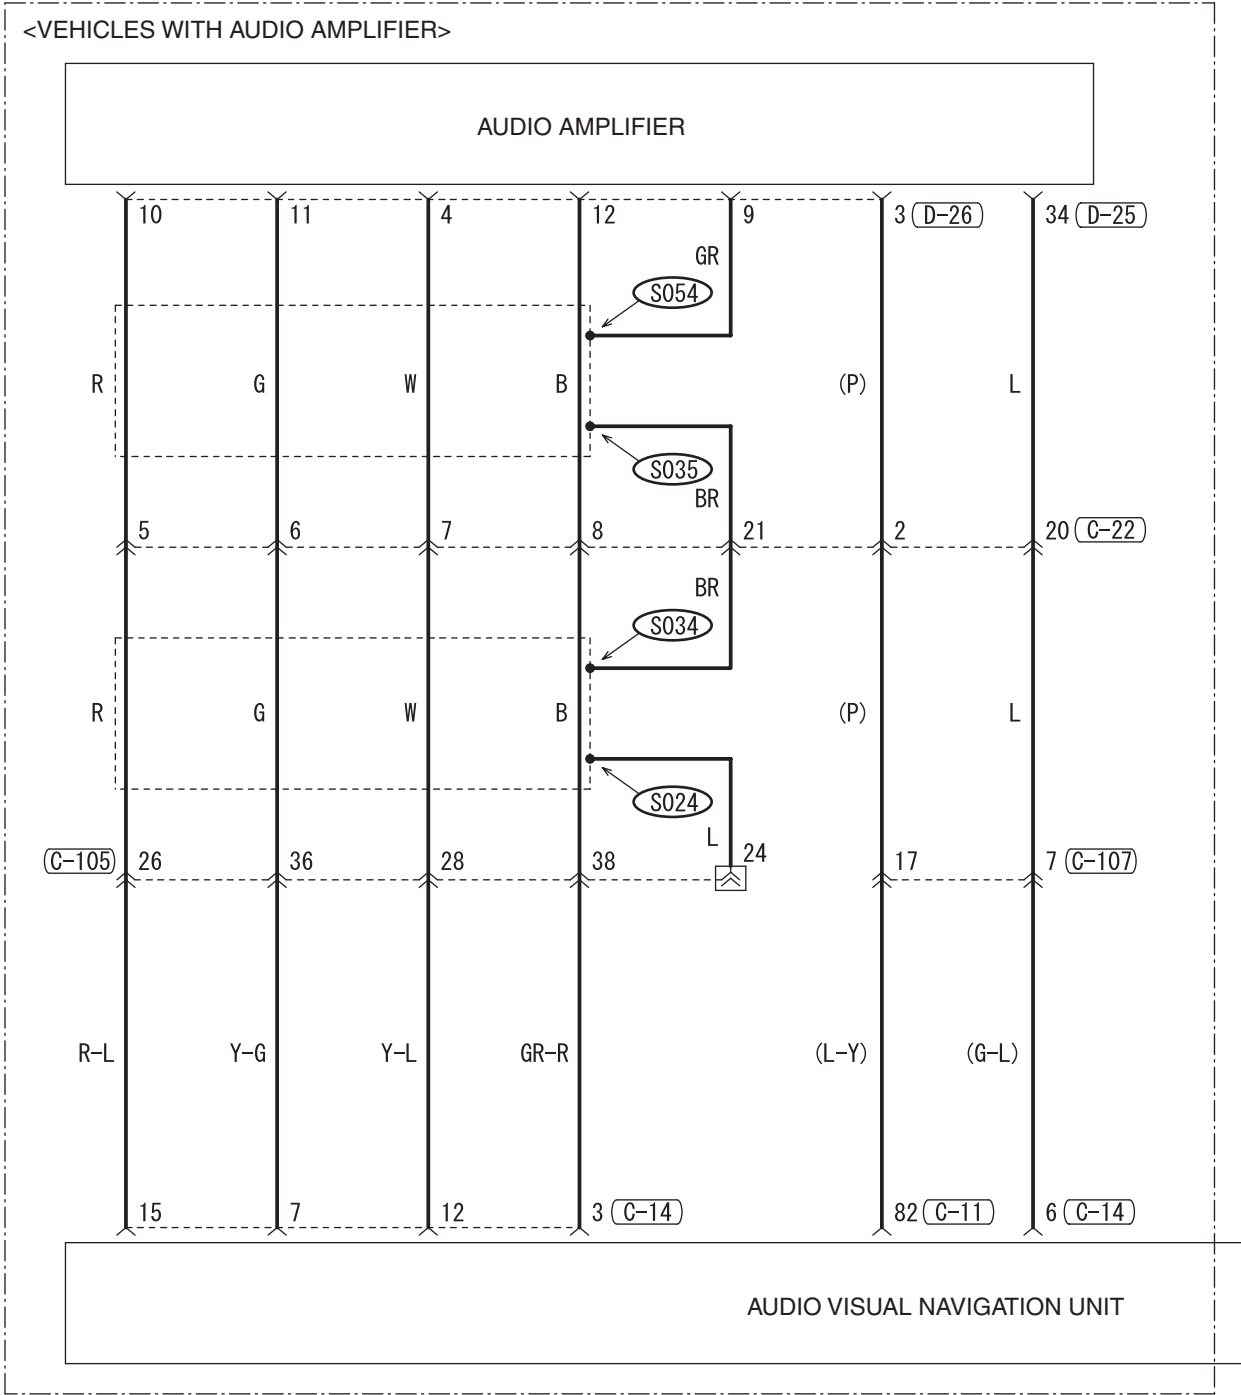 <VEHICLES WITH AUDIO AMPLIFIER>
AUDIO AMPLIFIER
10 11 4 12 9 3 D-26 34 D-25
GR
S054
R G W B (P) L
S035
BR
5 6 7 8 21 2 20 C-22
BR
S034
R G W B (P) L
S024
L
C-105 26 36 28 38 24 17 7 C-107
R-L Y-G Y-L GR-R (L-Y) (G-L)
15 7 12 3 C-14 82 C-11 6 C-14
AUDIO VISUAL NAVIGATION UNIT